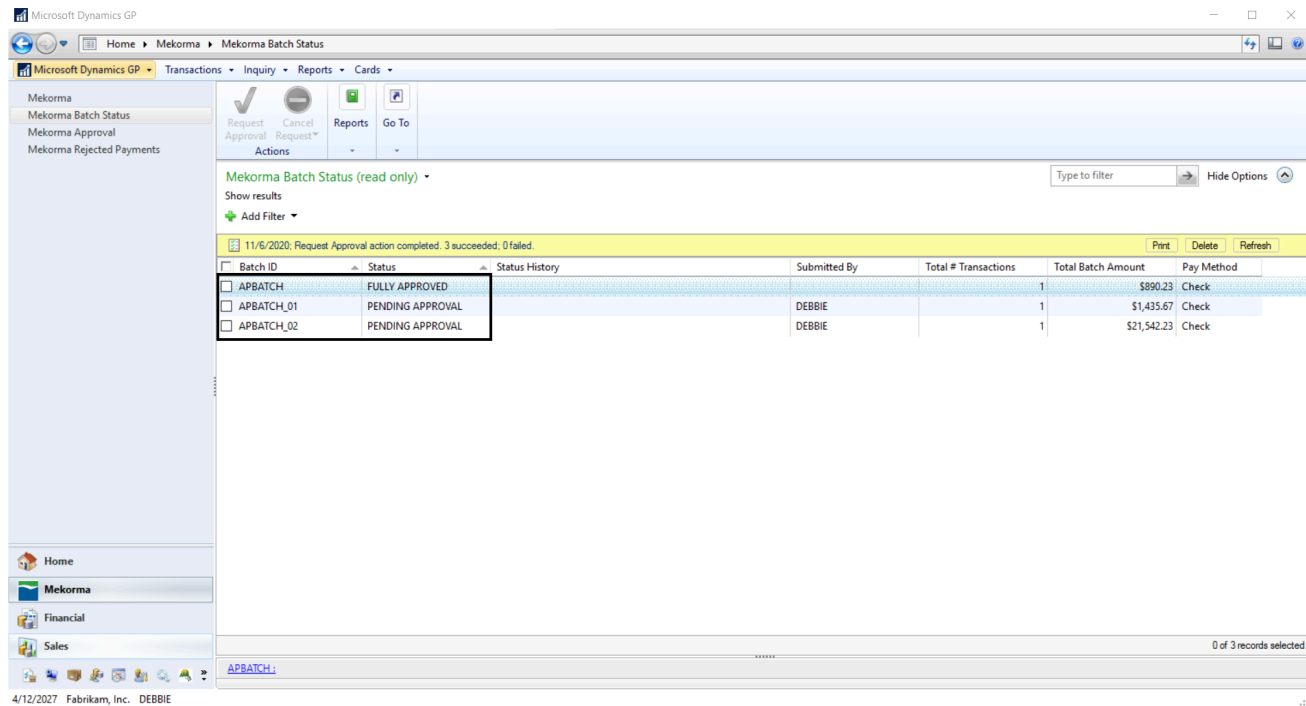 Microsoft Dynamics GP
Home Mekorma Mekorma Batch Status
Microsoft Dynamics GP Transactions Inquiry Reports Cards
Mekorma
Mekorma Batch Status
Mekorma Approval
Mekorma Rejected Payments
Request Approval Cancel Request Reports Go To
Actions
Mekorma Batch Status (read only) Type to filter Hide Options
Show results
Add Filter
11/6/2020; Request Approval action completed. 3 succeeded; 0 failed. Print Delete Refresh
Batch ID Status Status History Submitted By Total # Transactions Total Batch Amount Pay Method
APBATCH FULLY APPROVED 1 $890.23 Check
APBATCH_01 PENDING APPROVAL DEBBIE 1 $1,435.67 Check
APBATCH_02 PENDING APPROVAL DEBBIE 1 $21,542.23 Check
Home
Mekorma
Financial
Sales
0 of 3 records selected
APBATCH :
4/12/2027 Fabrikam, Inc. DEBBIE